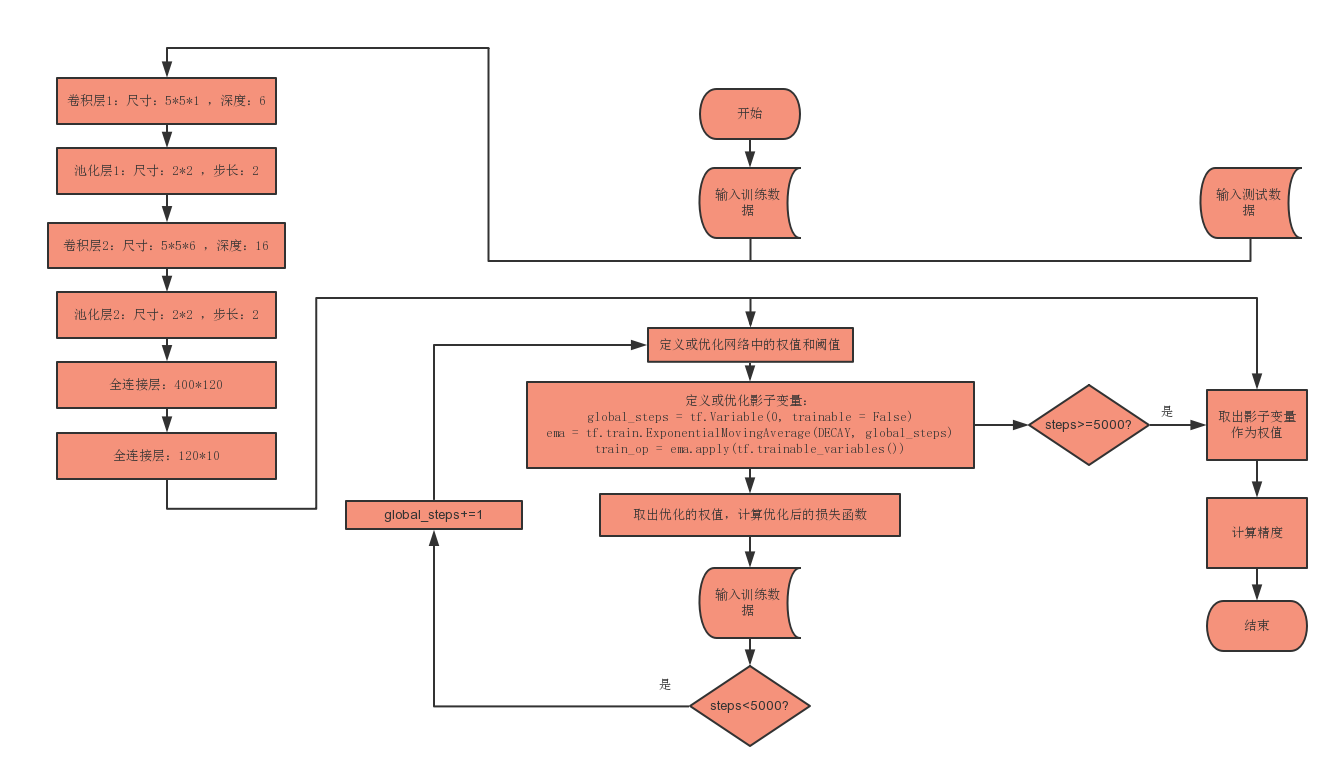 卷积层1：尺寸：5*5*1 ，深度：6
池化层1：尺寸：2*2 ，步长：2
卷积层2：尺寸：5*5*6 ，深度：16
池化层2：尺寸：2*2 ，步长：2
全连接层：400*120
全连接层：120*10
开始
输入训练数
据
输入测试数
据
定义或优化网络中的权值和阈值
定义或优化影子变量：
global_steps = tf.Variable(0, trainable = False)
ema = tf.train.ExponentialMovingAverage(DECAY, global_steps)
train_op = ema.apply(tf.trainable_variables())
steps>=5000?
是
取出影子变量
作为权值
global_steps+=1
取出优化的权值，计算优化后的损失函数
计算精度
输入训练数
据
结束
是
steps<5000?